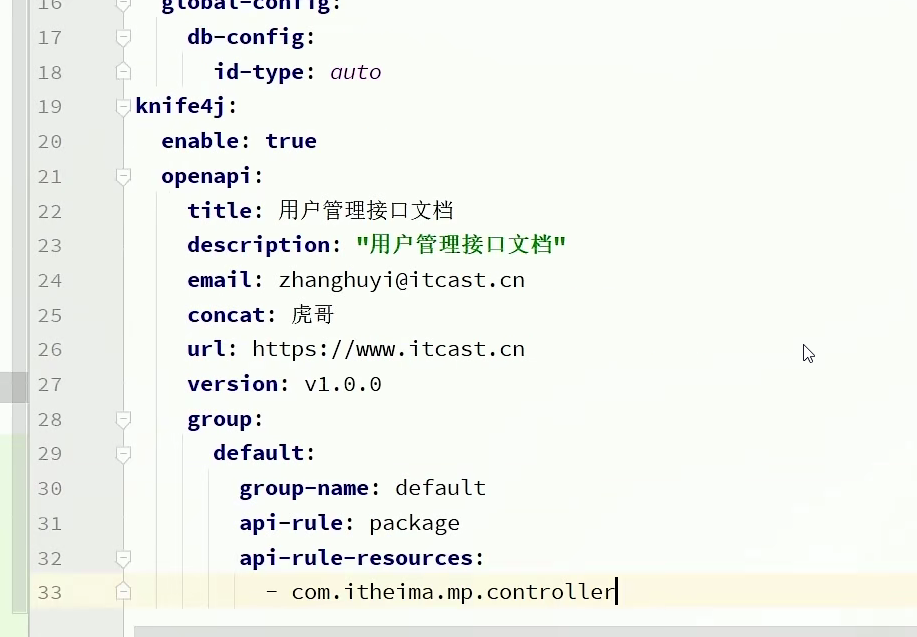 16 global-config:
17 db-config:
18 id-type: auto
19 knife4j:
20 enable: true
21 openapi:
22 title: 用户管理接口文档
23 description: "用户管理接口文档"
24 email: zhanghuyi@itcast.cn
25 concat: 虎哥
26 url: https://www.itcast.cn
27 version: v1.0.0
28 group:
29 default:
30 group-name: default
31 api-rule: package
32 api-rule-resources:
33 - com.itheima.mp.controller